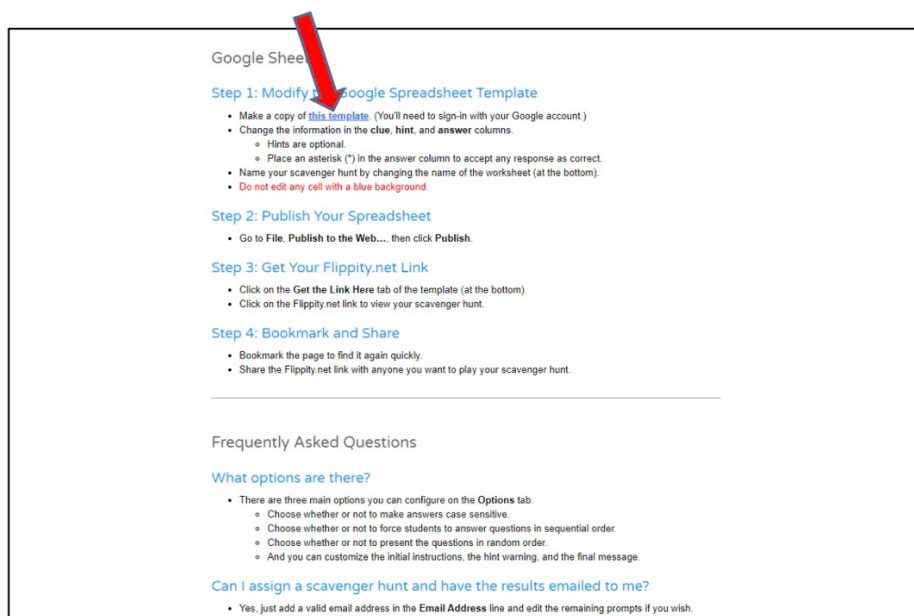 Google Shee
Step 1: Modify t Google Spreadsheet Template
Make a copy of this template. (You'll need to sign-in with your Google account.)
Change the information in the clue, hint, and answer columns.
Hints are optional.
Place an asterisk (*) in the answer column to accept any response as correct.
Name your scavenger hunt by changing the name of the worksheet (at the bottom).
Do not edit any cell with a blue background.
Step 2: Publish Your Spreadsheet
Go to File, Publish to the Web..., then click Publish.
Step 3: Get Your Flippity.net Link
Click on the Get the Link Here tab of the template (at the bottom).
Click on the Flippity.net link to view your scavenger hunt.
Step 4: Bookmark and Share
Bookmark the page to find it again quickly.
Share the Flippity.net link with anyone you want to play your scavenger hunt.
Frequently Asked Questions
What options are there?
There are three main options you can configure on the Options tab.
Choose whether or not to make answers case sensitive.
Choose whether or not to force students to answer questions in sequential order.
Choose whether or not to present the questions in random order.
And you can customize the initial instructions, the hint warning, and the final message.
Can I assign a scavenger hunt and have the results emailed to me?
Yes, just add a valid email address in the Email Address line and edit the remaining prompts if you wish.